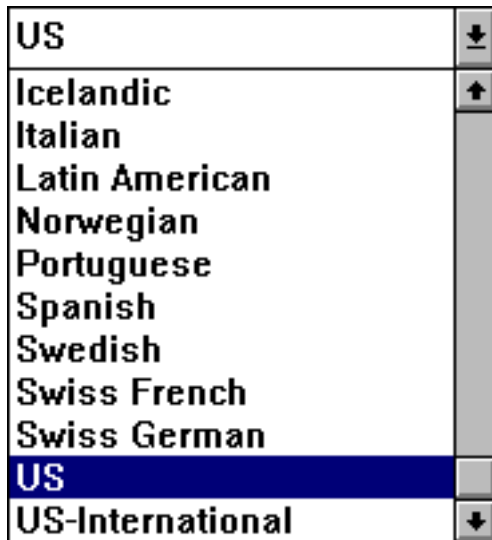 US
Icelandic
Italian
Latin American
Norwegian
Portuguese
Spanish
Swedish
Swiss French
Swiss German
US
US-International